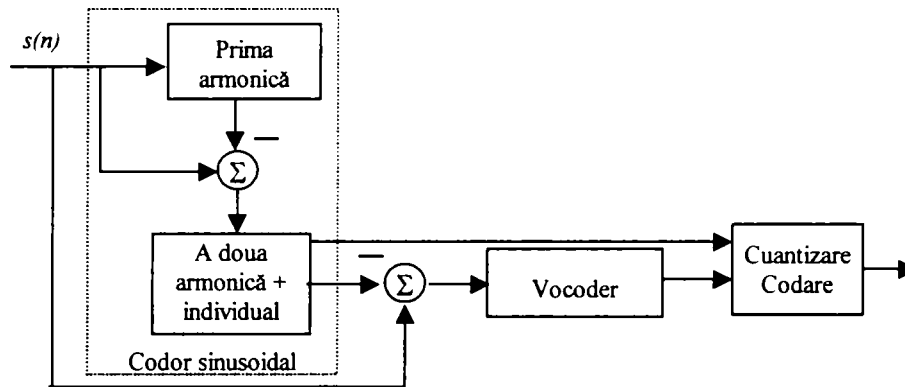 s(n)
Prima
armonică
—
Σ
A doua
armonică +
individual
—
Σ
Vocoder
Cuantizare
Codare
Codor sinusoidal